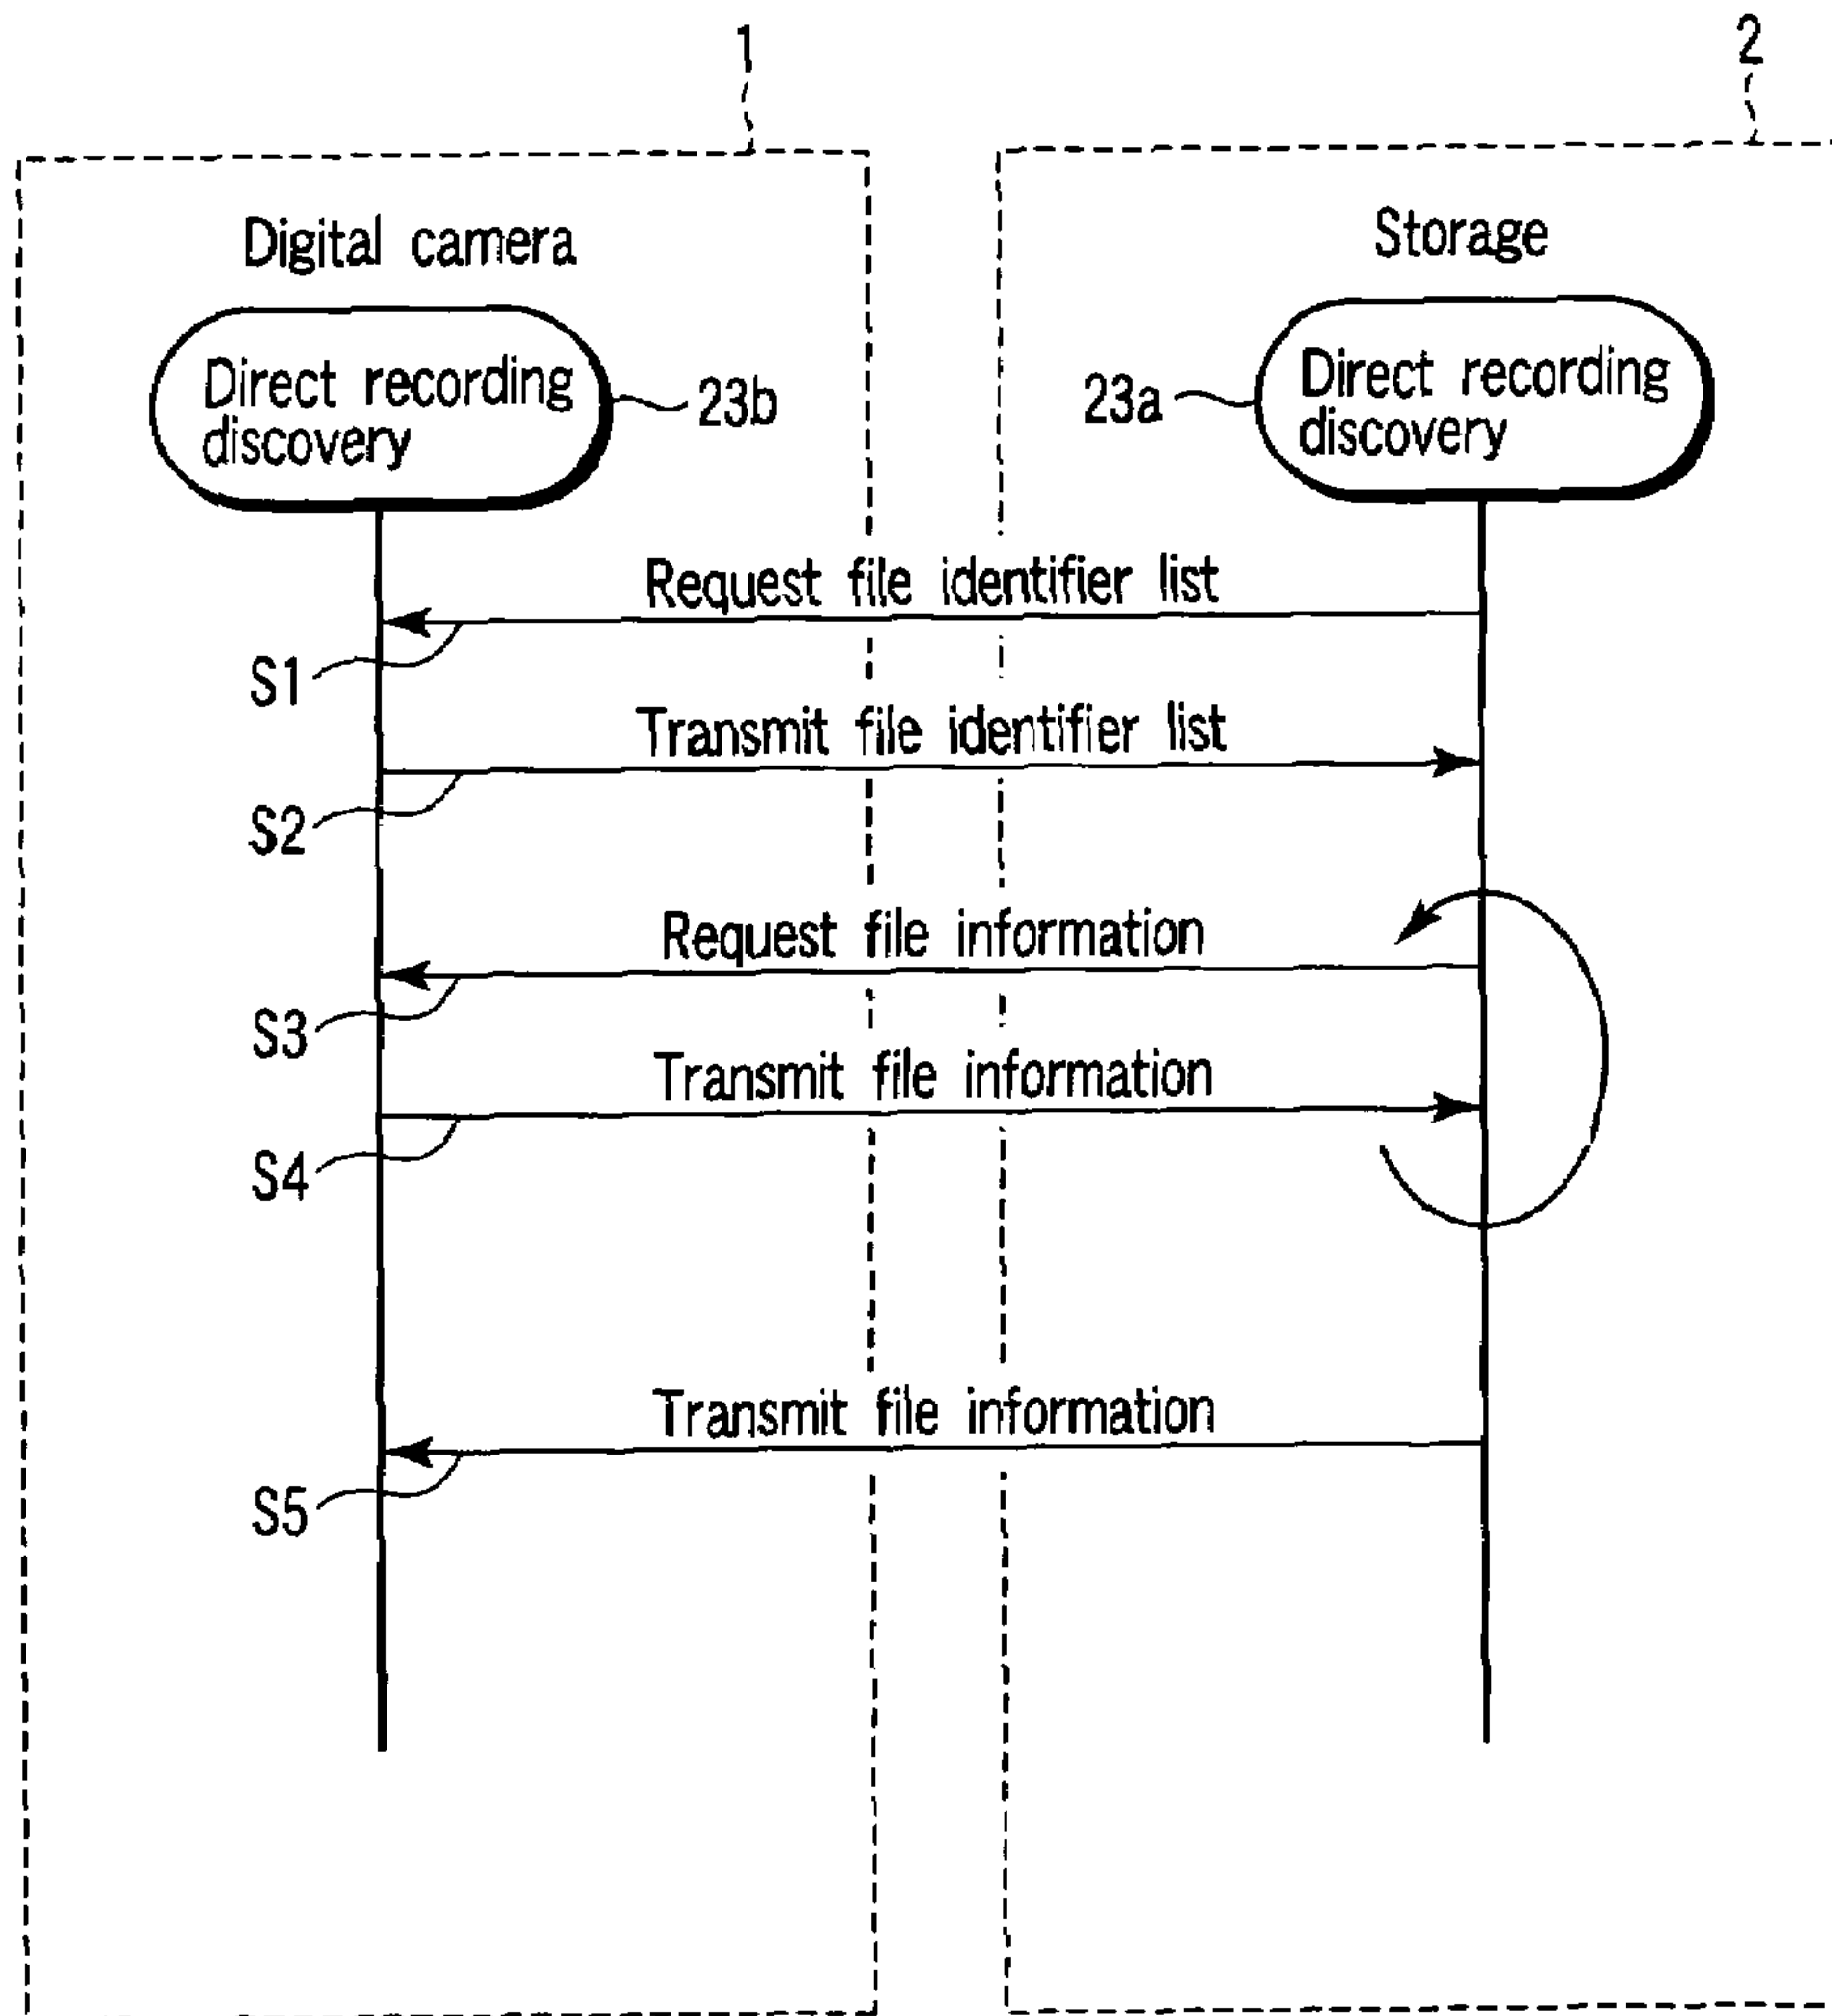 1
2
Digital camera
Storage
Direct recording
discovery
23b
23a
Direct recording
discovery
Request file identifier list
S1
Transmit file identifier list
S2
Request file information
S3
Transmit file information
S4
Transmit file information
S5